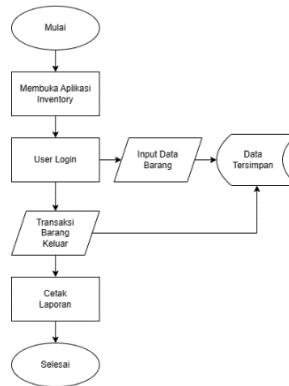 Mulai
Membuka Aplikasi
Inventory
User Login
Input Data
Barang
Data
Tersimpan
Transaksi
Barang
Keluar
Cetak
Laporan
Selesai